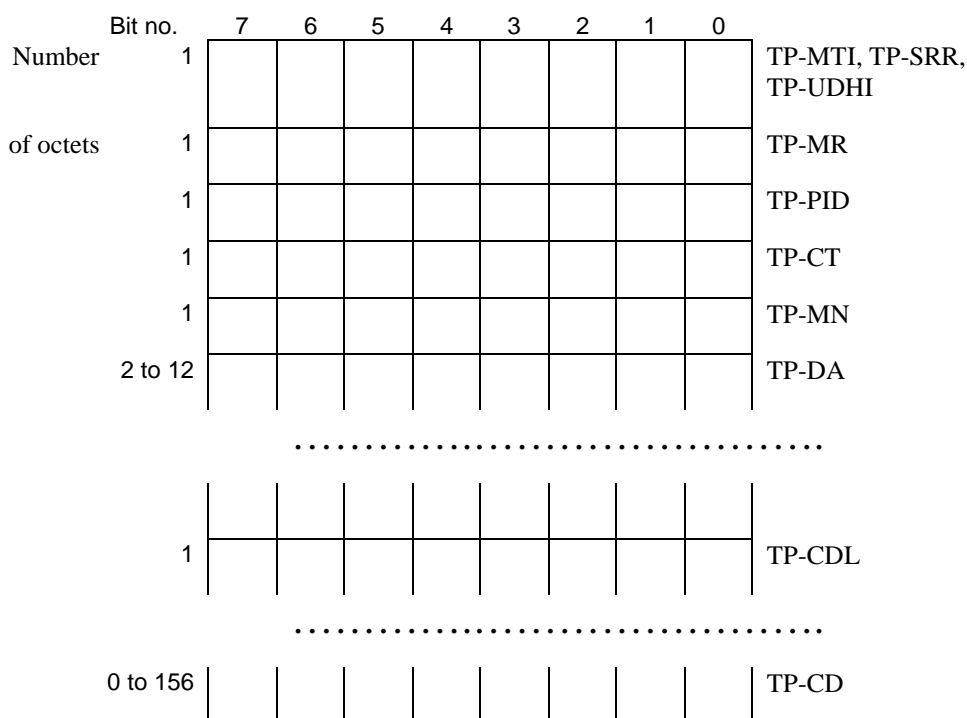 Bit no. 7 6 5 4 3 2 1 0
Number 1 TP-MTI, TP-SRR,
TP-UDHI
of octets 1 TP-MR
1 TP-PID
1 TP-CT
1 TP-MN
2 to 12 TP-DA
1 TP-CDL
0 to 156 TP-CD